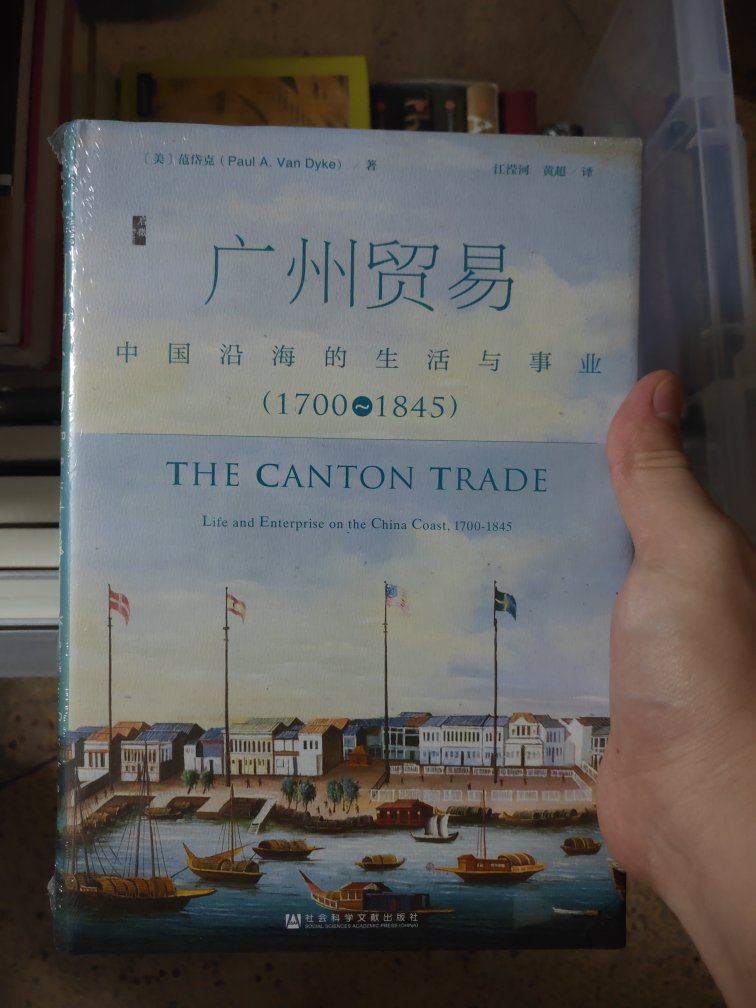 〔美〕范岱克（Paul A. Van Dyke）／著
江滢河 黄超／译
广州贸易
中国沿海的生活与事业
（1700~1845）
THE CANTON TRADE
Life and Enterprise on the China Coast, 1700-1845
社会科学文献出版社
SOCIAL SCIENCES ACADEMIC PRESS (CHINA)